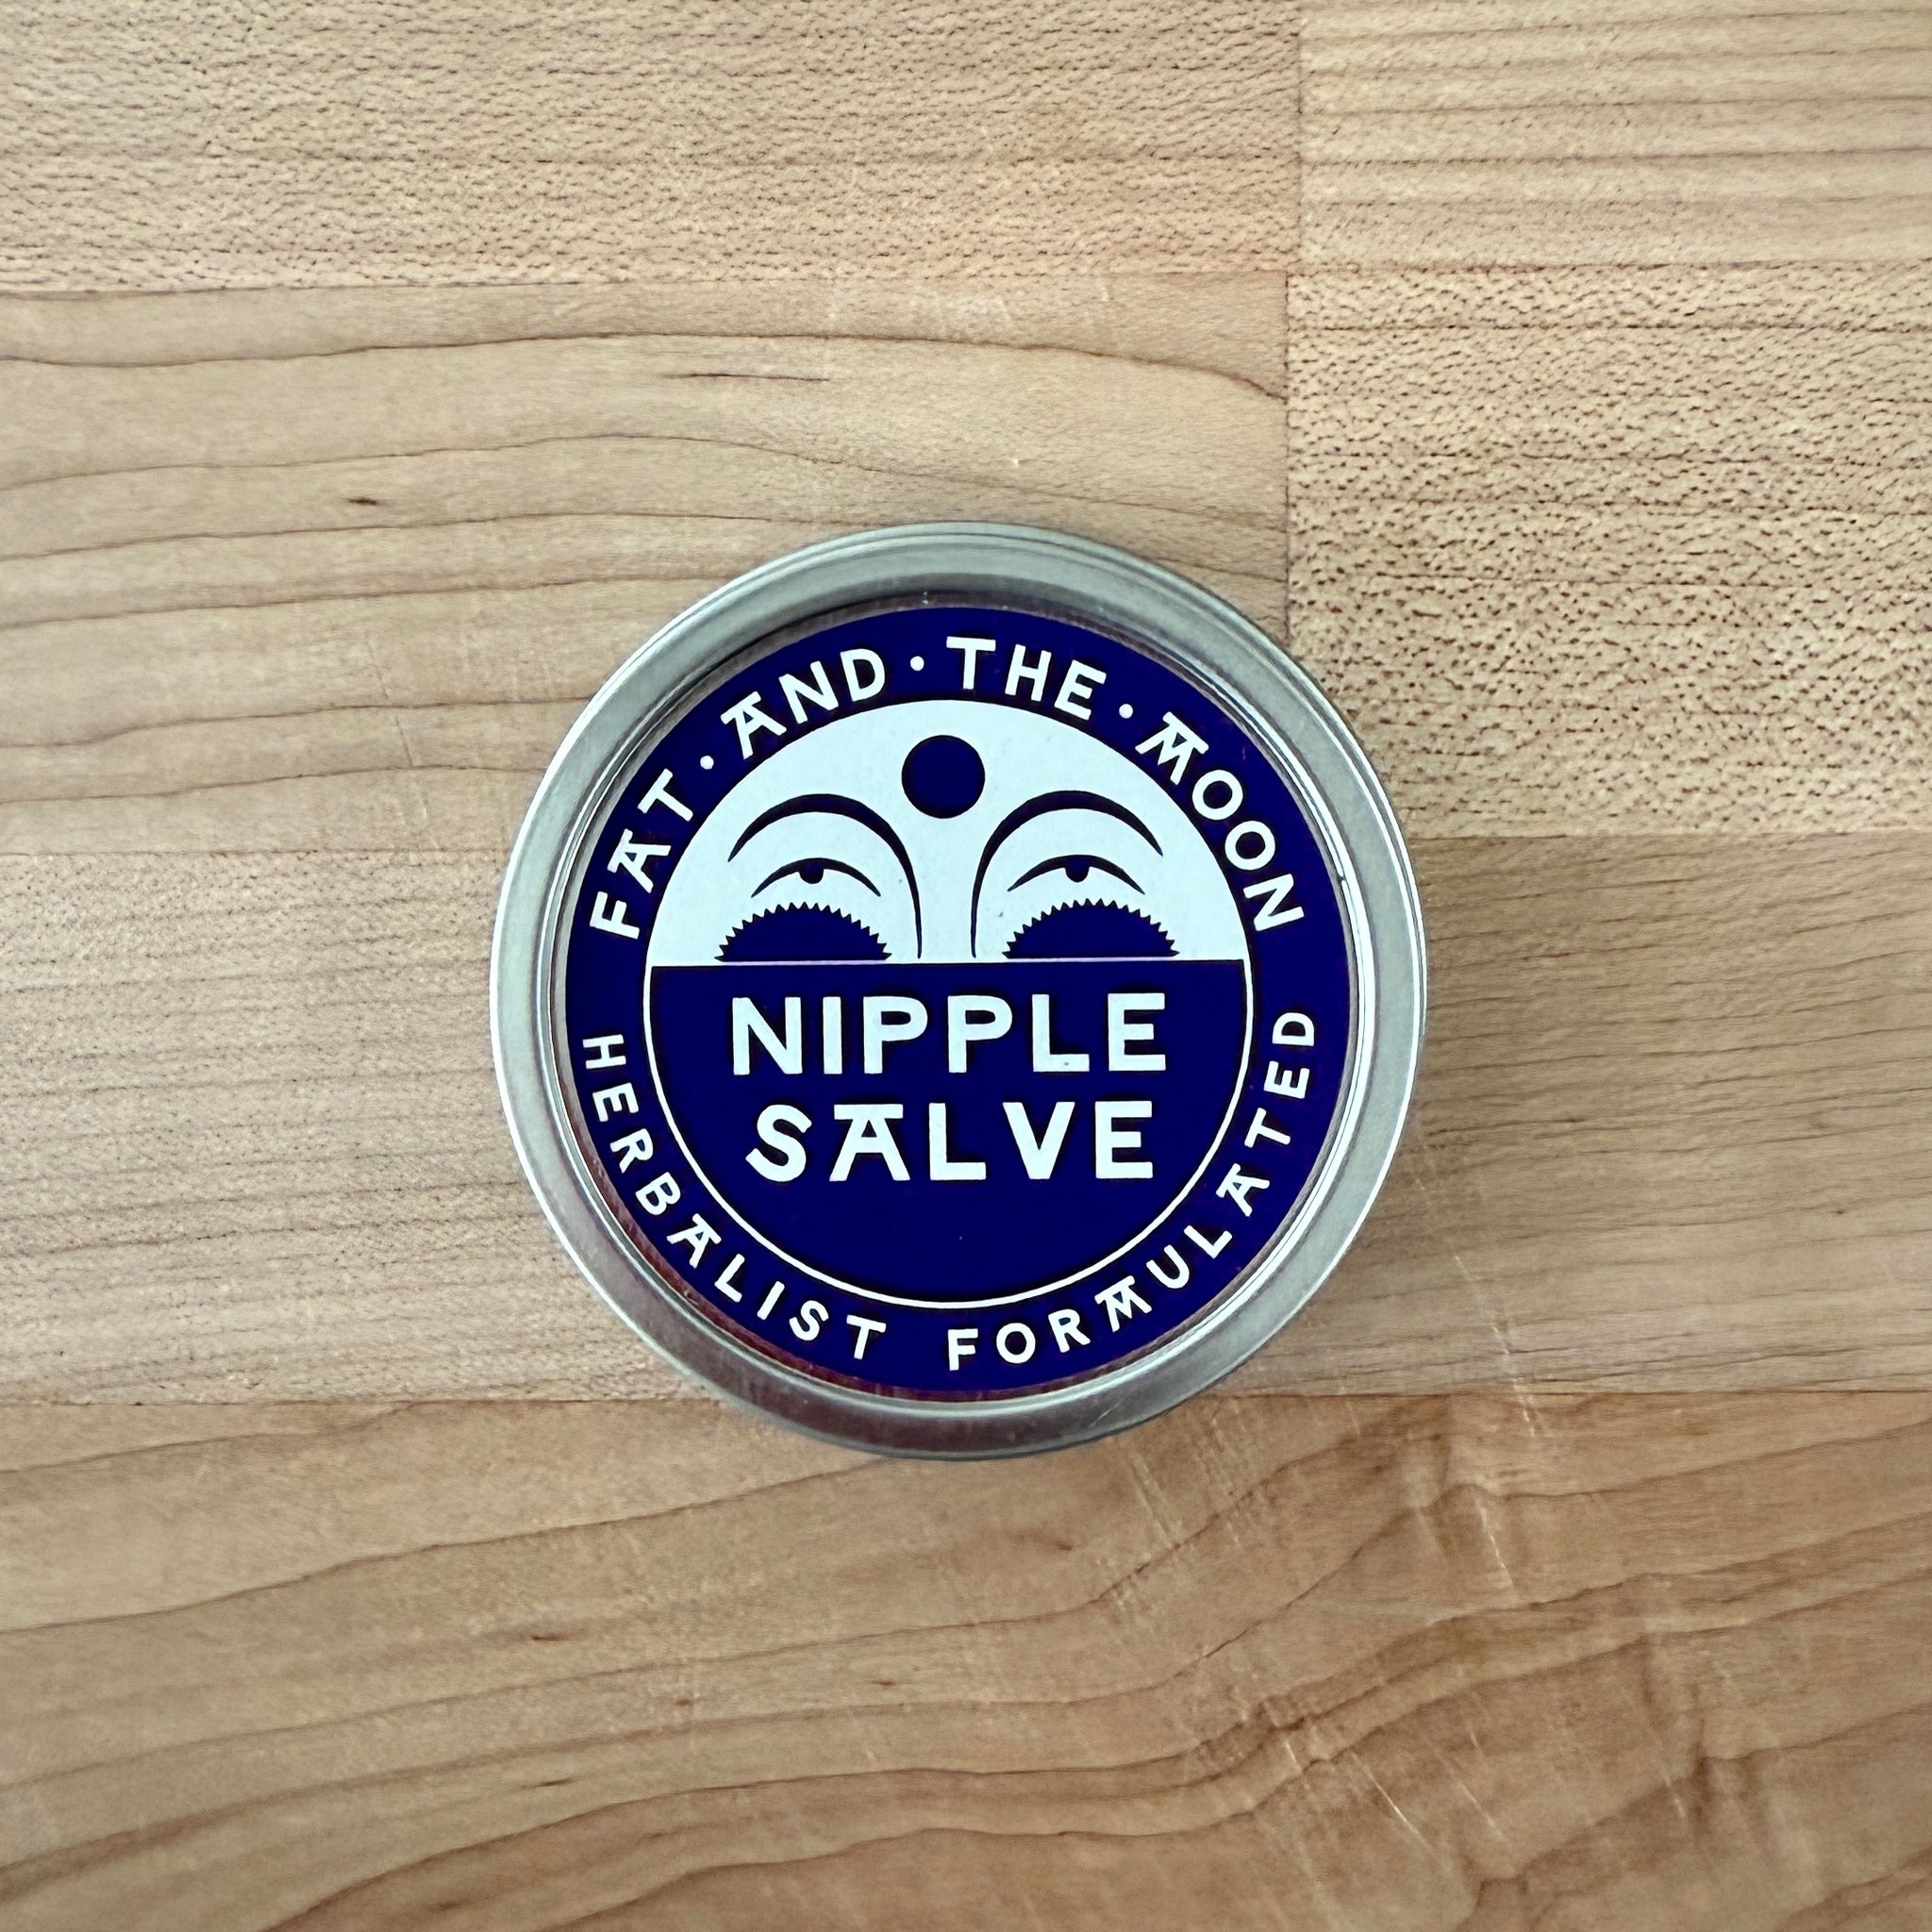 FAT · AND · THE · MOON
NIPPLE
SALVE
HERBALIST FORMULATED